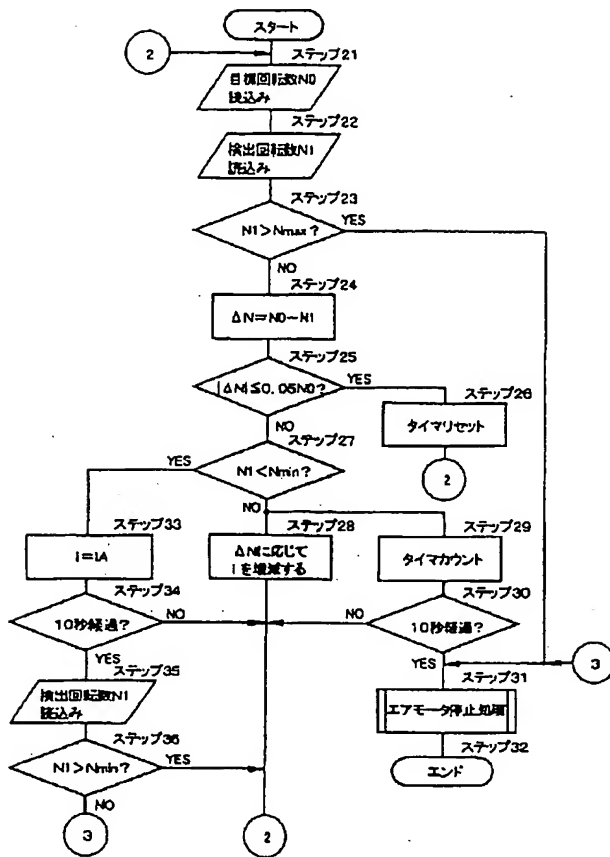 スタート
2
ステップ21
目標回転数N0
読込み
ステップ22
検出回転数N1
読込み
ステップ23
N1>Nmax?
YES
NO
ステップ24
ΔN=N0−N1
ステップ25
|ΔN|≦0.05N0?
YES
ステップ26
タイマリセット
2
NO
ステップ27
N1<Nmin?
YES
NO
ステップ33
I=IA
ステップ28
ΔNに応じて
Iを増減する
ステップ29
タイマカウント
ステップ34
10秒経過?
NO
ステップ30
10秒経過?
NO
YES
YES
3
ステップ35
検出回転数N1
読込み
ステップ31
エアモータ停止処理
ステップ36
N1>Nmin?
YES
ステップ32
エンド
NO
3
2